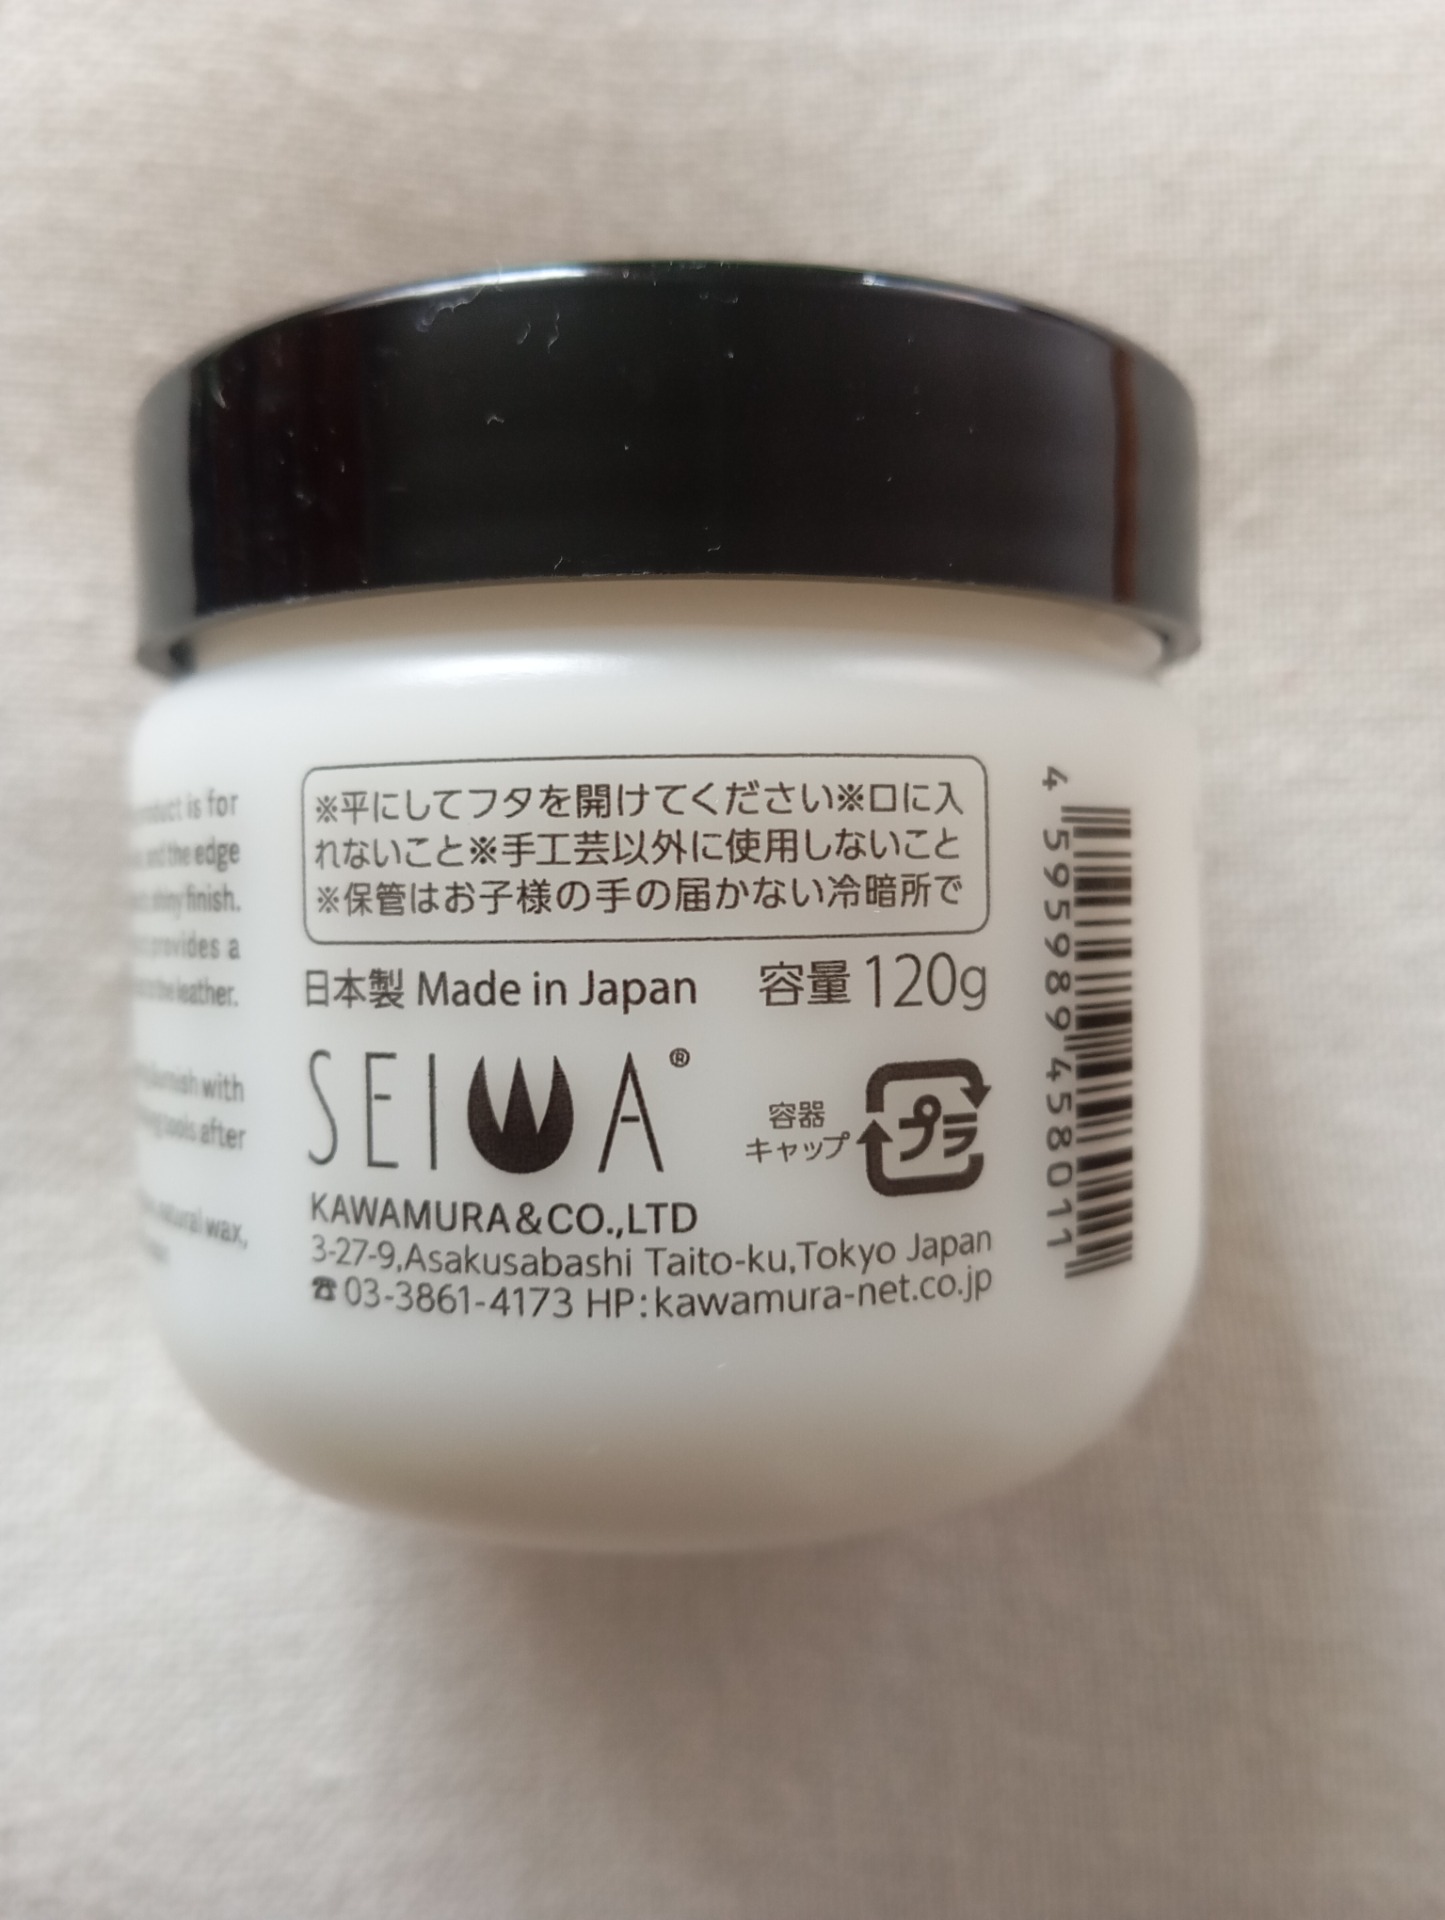 product is for
and the edge
shiny finish.
provides a
the leather.
with
tools after
natural wax,
※平にしてフタを開けてください※口に入
れないこと※手工芸以外に使用しないこと
※保管はお子様の手の届かない冷暗所で
日本製 Made in Japan 容量 120g
SEIWA®
容器
キャップ
プラ
KAWAMURA&CO.,LTD
3-27-9,Asakusabashi Taito-ku,Tokyo Japan
☎03-3861-4173 HP:kawamura-net.co.jp
4 595989 458011